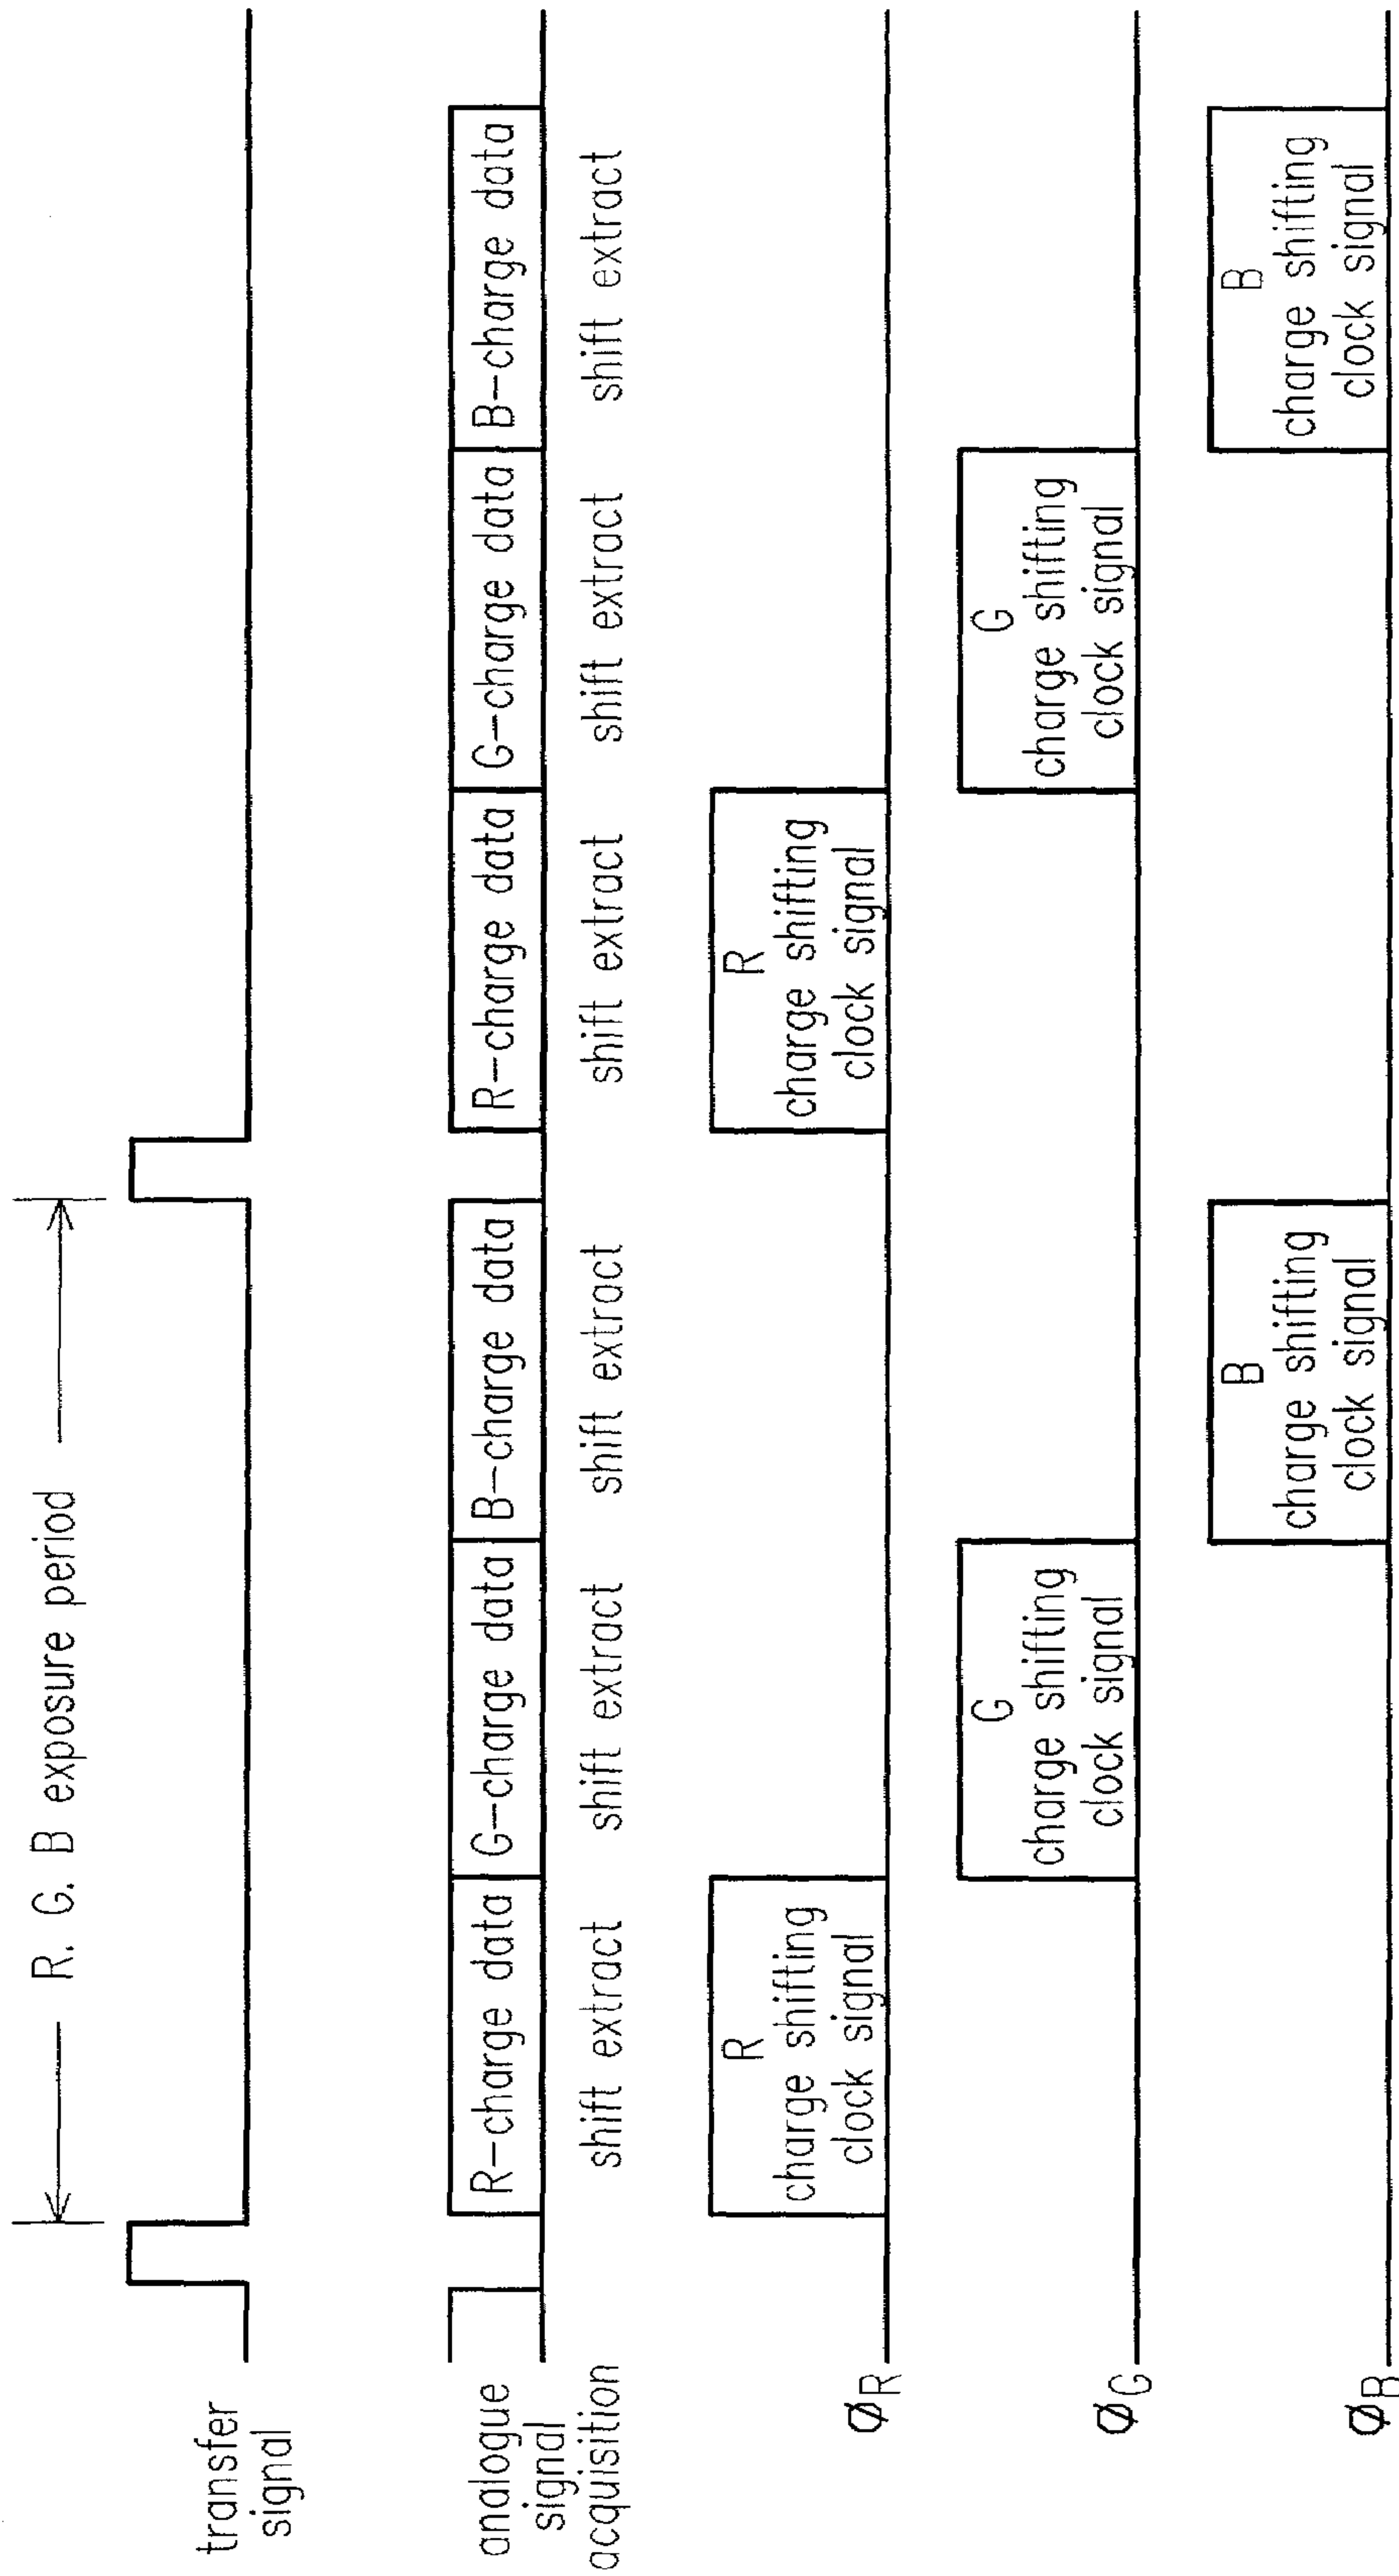 R. G. B exposure period
transfer
signal
analogue
signal
acquisition
R-charge data
G-charge data
B-charge data
R-charge data
G-charge data
B-charge data
shift extract
shift extract
shift extract
shift extract
shift extract
shift extract
ØR
R
charge shifting
clock signal
R
charge shifting
clock signal
ØG
G
charge shifting
clock signal
G
charge shifting
clock signal
ØB
B
charge shifting
clock signal
B
charge shifting
clock signal